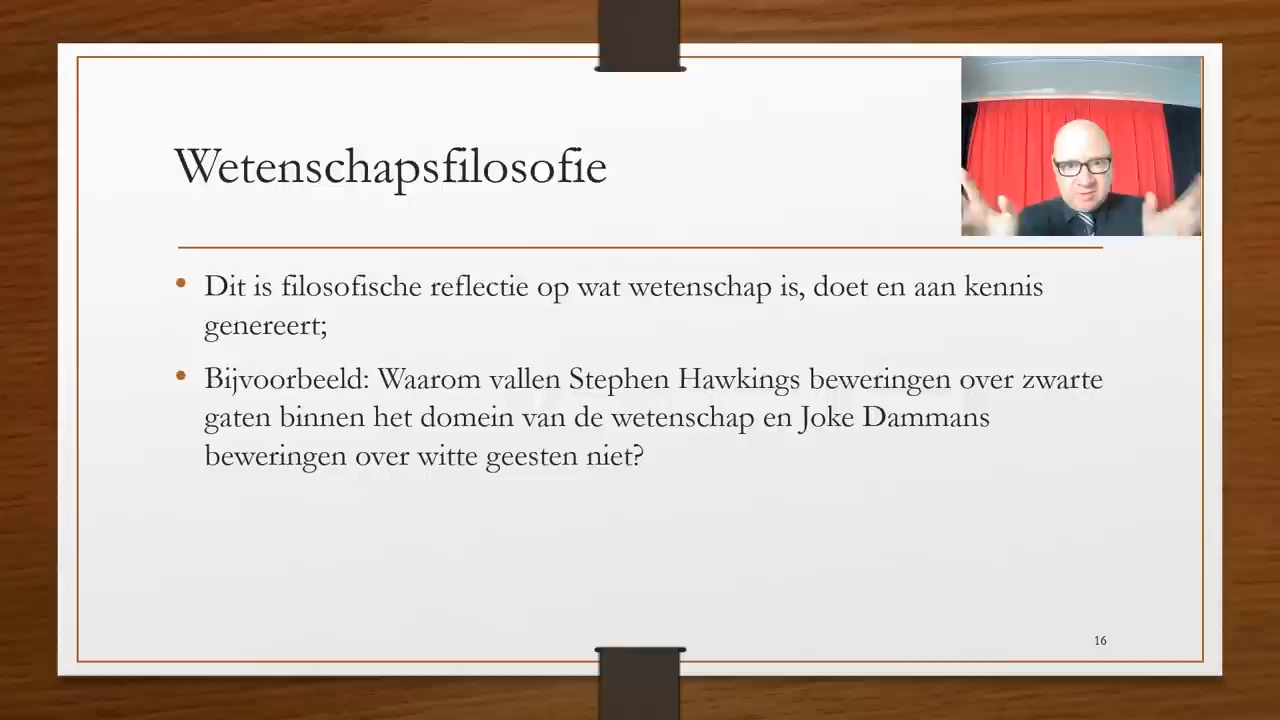 Wetenschapsfilosofie
• Dit is filosofische reflectie op wat wetenschap is, doet en aan kennis
genereert;
• Bijvoorbeeld: Waarom vallen Stephen Hawkings beweringen over zwarte
gaten binnen het domein van de wetenschap en Joke Dammans
beweringen over witte geesten niet?
16